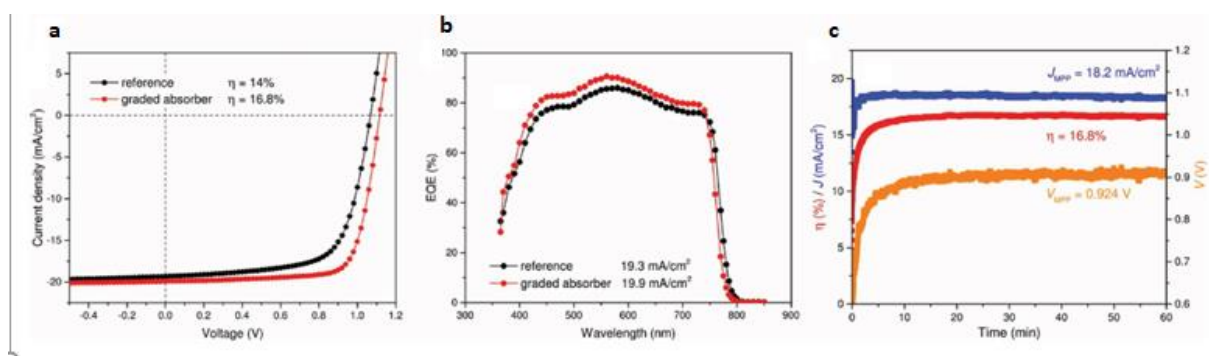 a
5
0
-5
-10
-15
-20
-0.4
-0.2
0.0
0.2
0.4
0.6
0.8
1.0
1.2
Current density (mA/cm²)
Voltage (V)
reference η = 14%
graded absorber η = 16.8%
b
100
80
60
40
20
0
300
400
500
600
700
800
900
EQE (%)
Wavelength (nm)
reference 19.3 mA/cm²
graded absorber 19.9 mA/cm²
c
20
15
10
5
0
η (%) / J (mA/cm²)
J_MPP = 18.2 mA/cm²
η = 16.8%
V_MPP = 0.924 V
0
10
20
30
40
50
60
Time (min)
1.2
1.1
1.0
0.9
0.8
0.7
0.6
V (V)